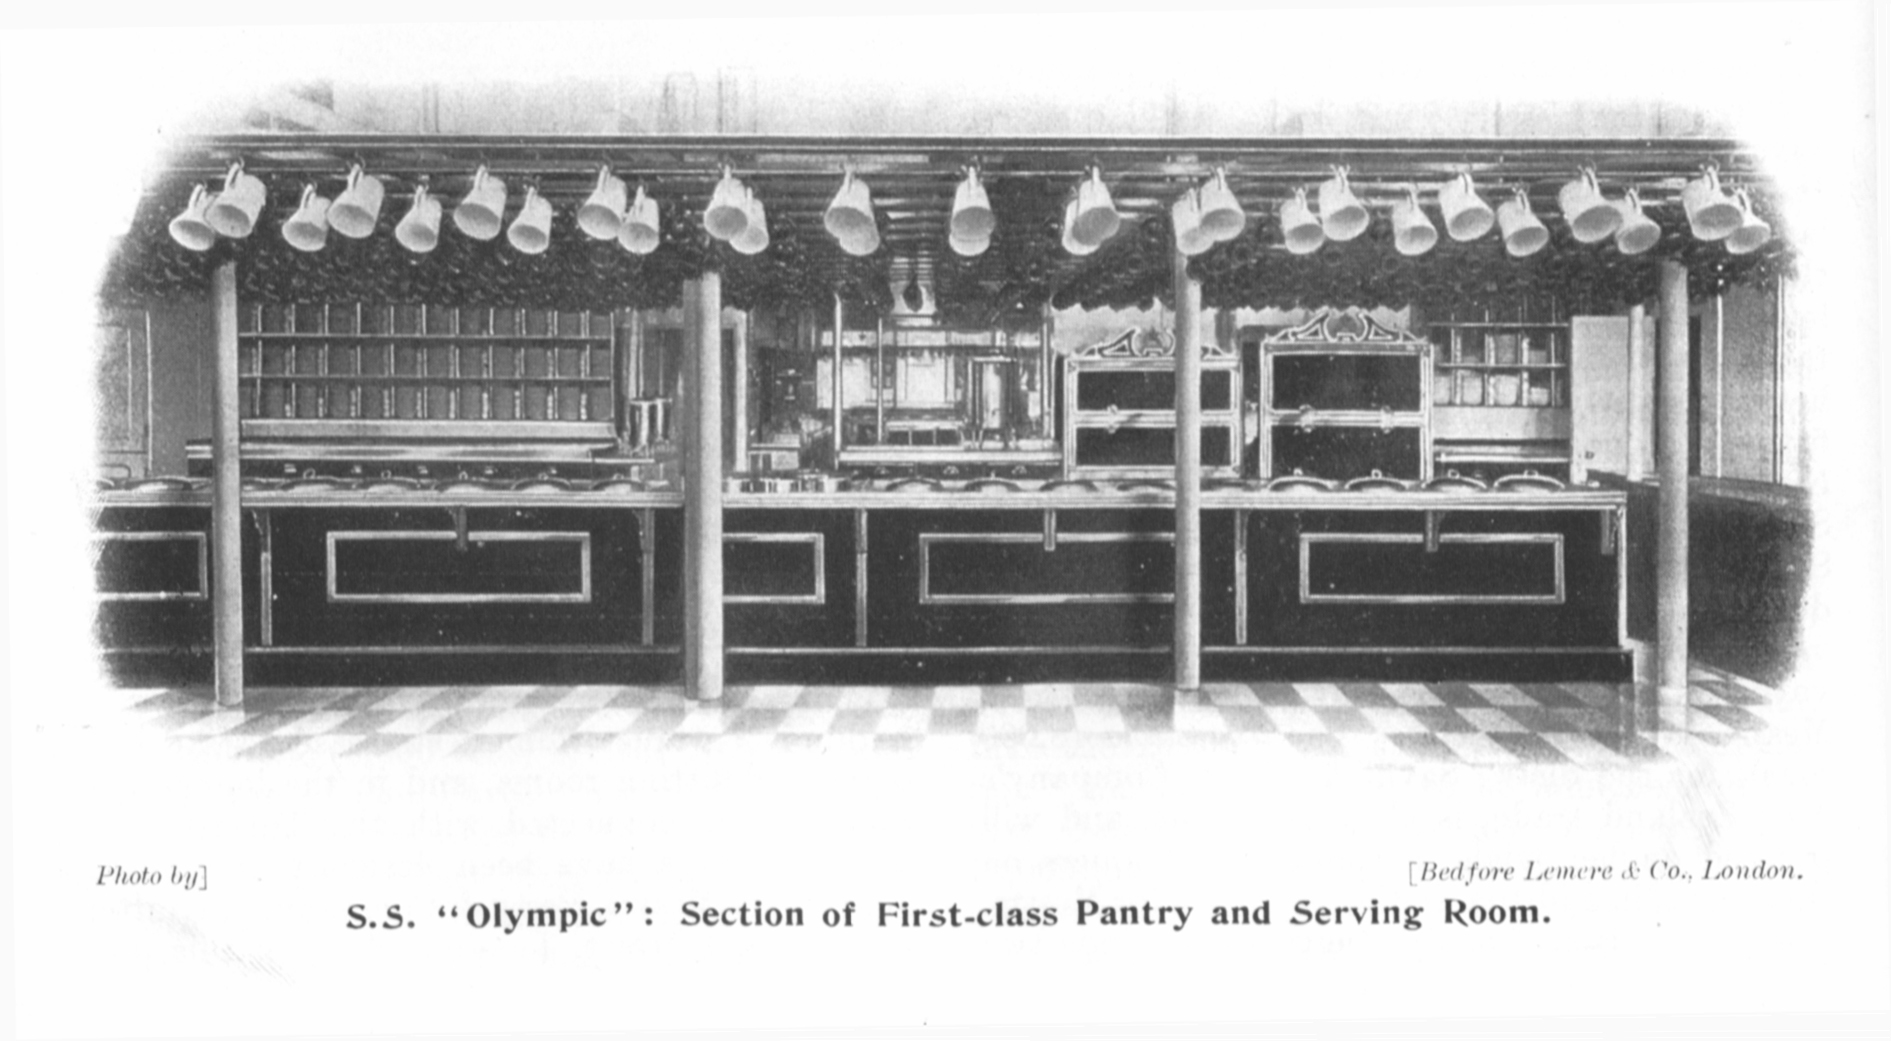 Photo by] [Bedfore Lemere & Co., London.
S.S. "Olympic": Section of First-class Pantry and Serving Room.